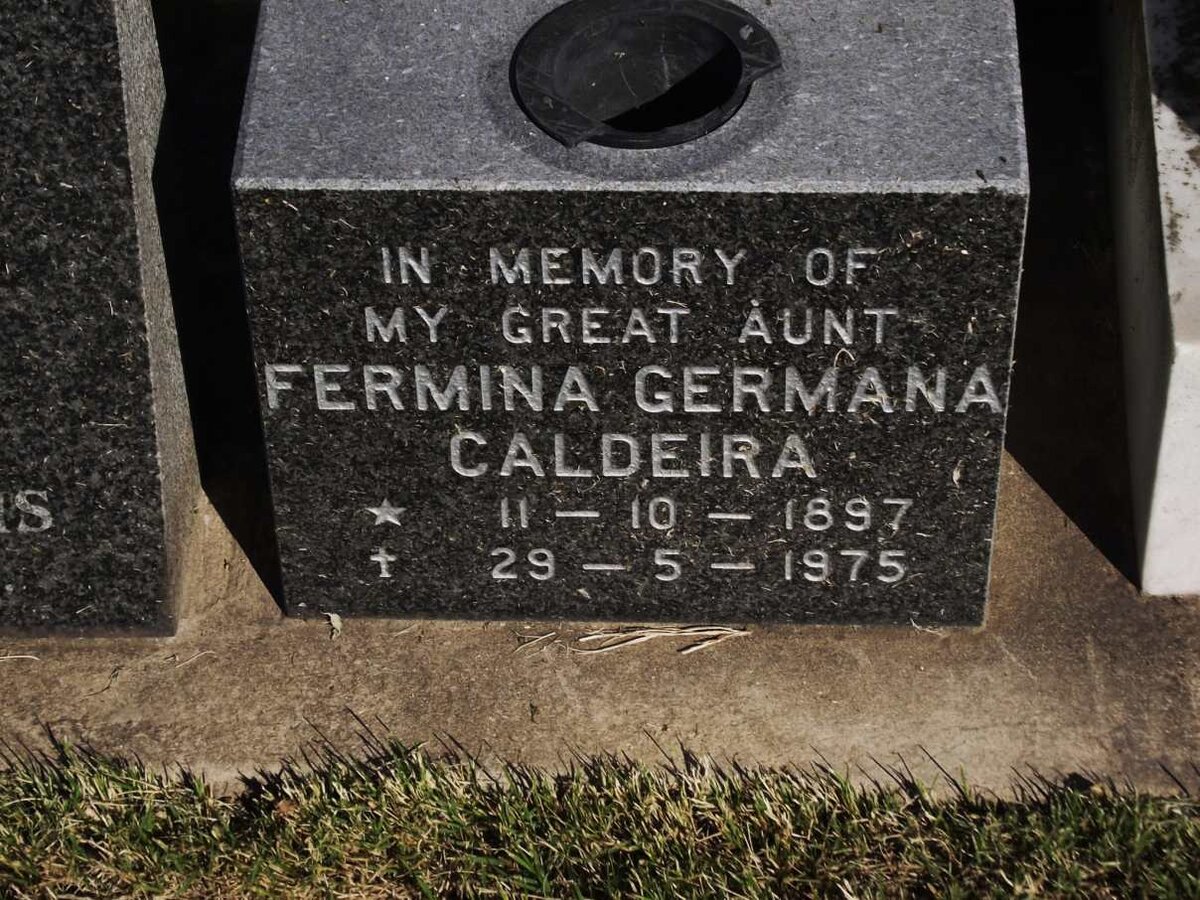 IN MEMORY OF
MY GREAT AUNT
FERMINA GERMANA
CALDEIRA
★ 11 — 10 — 1897
✝ 29 — 5 — 1975